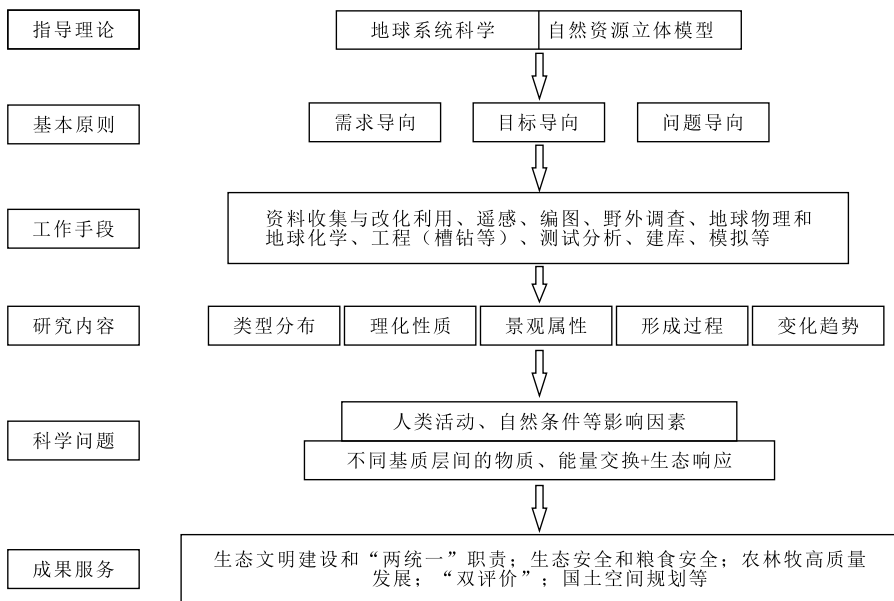 指导理论
地球系统科学 自然资源立体模型
基本原则
需求导向 目标导向 问题导向
工作手段
资料收集与改化利用、遥感、编图、野外调查、地球物理和
地球化学、工程（槽钻等）、测试分析、建库、模拟等
研究内容
类型分布 理化性质 景观属性 形成过程 变化趋势
科学问题
人类活动、自然条件等影响因素
不同基质层间的物质、能量交换+生态响应
成果服务
生态文明建设和“两统一”职责；生态安全和粮食安全；农林牧高质量
发展；“双评价”；国土空间规划等